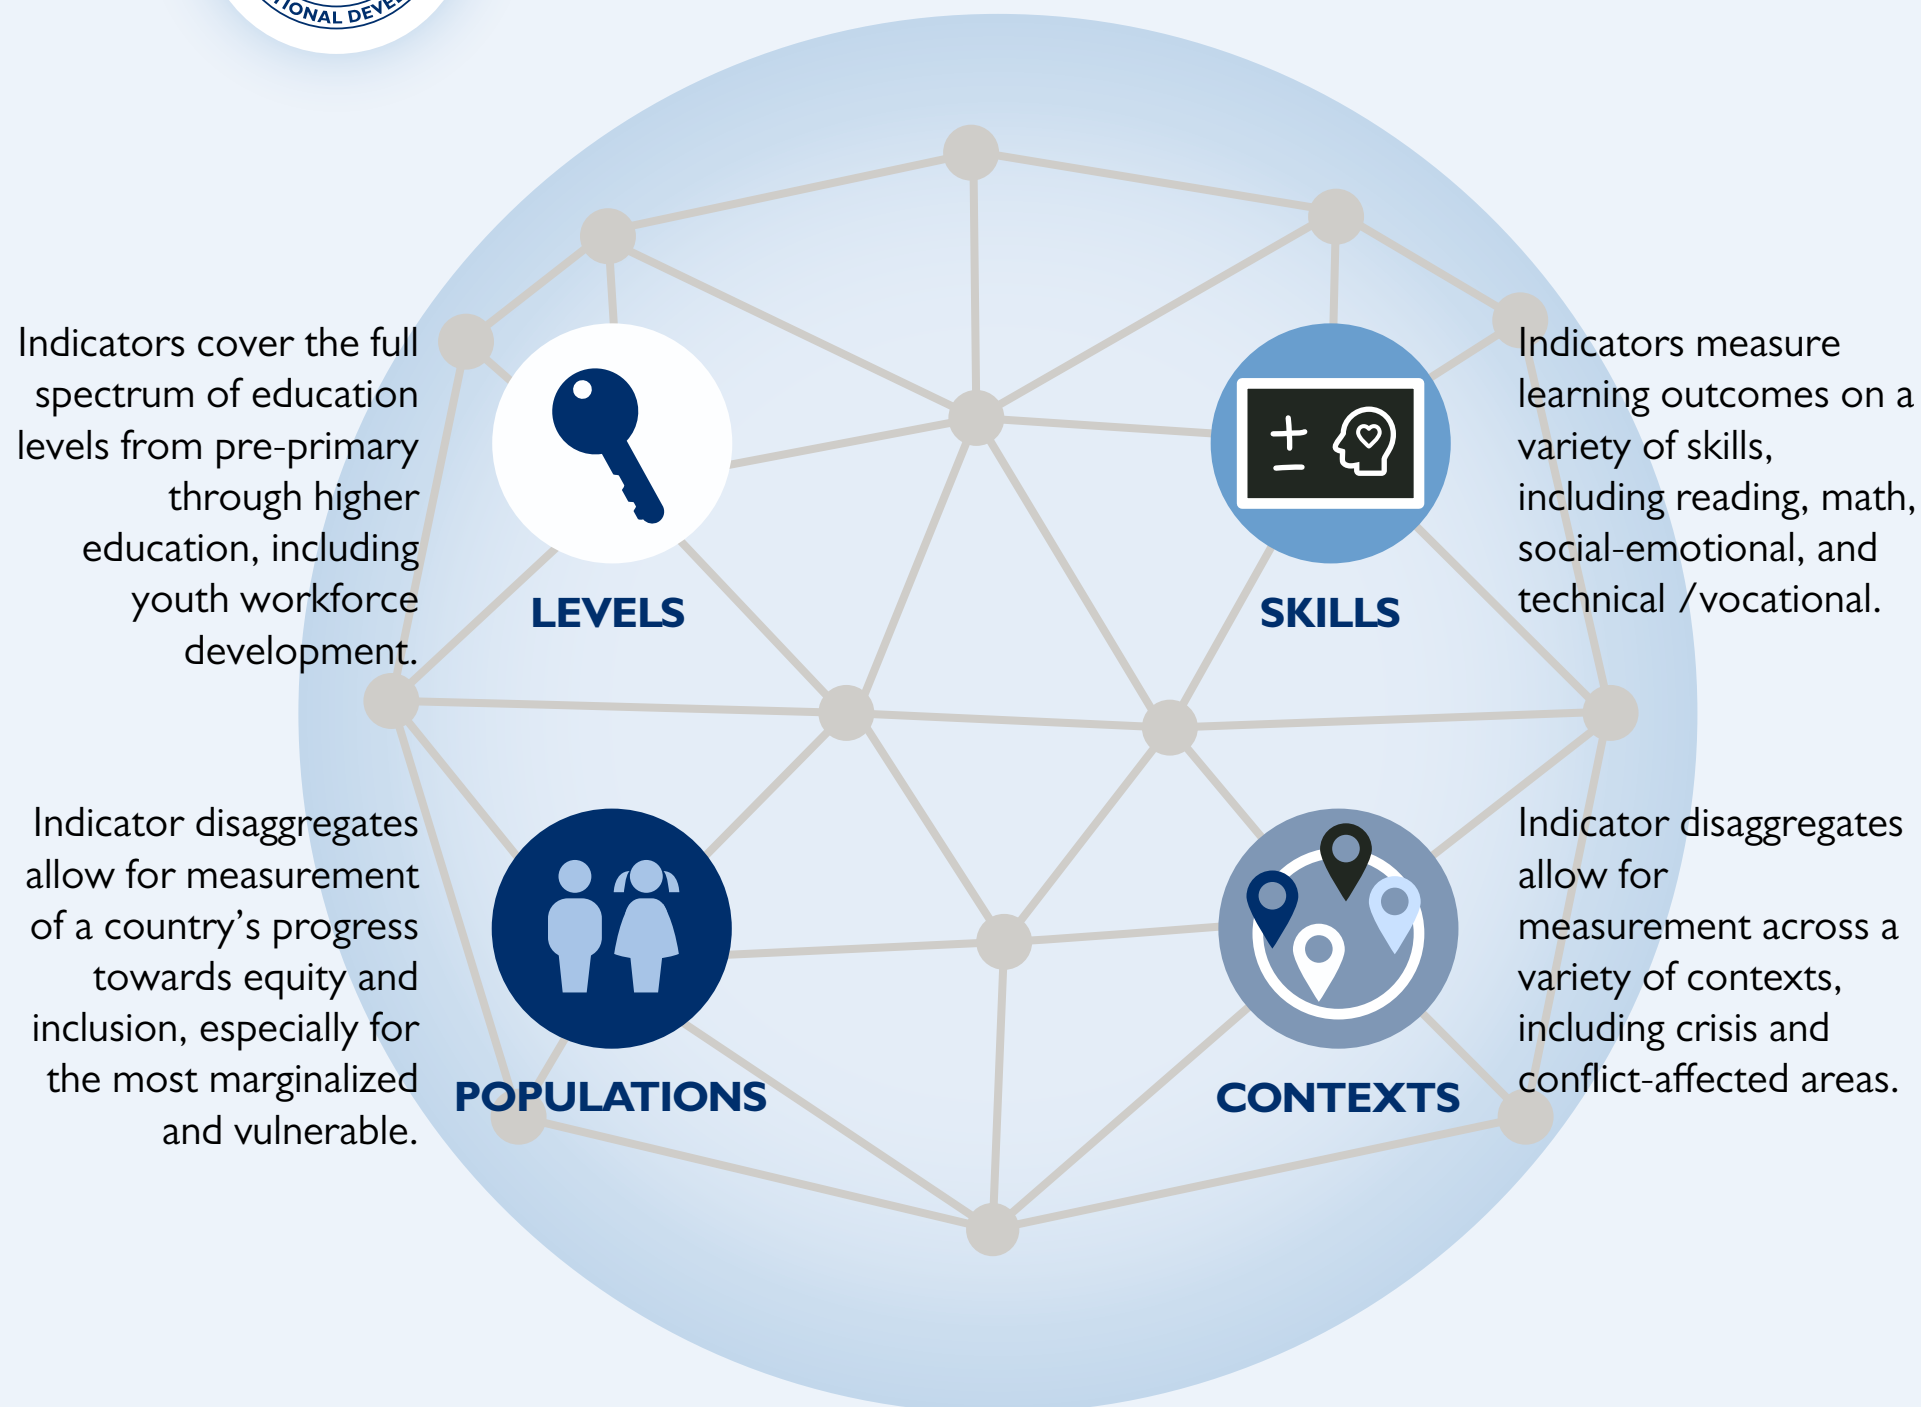 Indicators cover the full
spectrum of education
levels from pre-primary
through higher
education, including
youth workforce
development.
LEVELS
Indicators measure
learning outcomes on a
variety of skills,
including reading, math,
social-emotional, and
technical /vocational.
SKILLS
Indicator disaggregates
allow for measurement
of a country’s progress
towards equity and
inclusion, especially for
the most marginalized
and vulnerable.
POPULATIONS
Indicator disaggregates
allow for
measurement across a
variety of contexts,
including crisis and
conflict-affected areas.
CONTEXTS